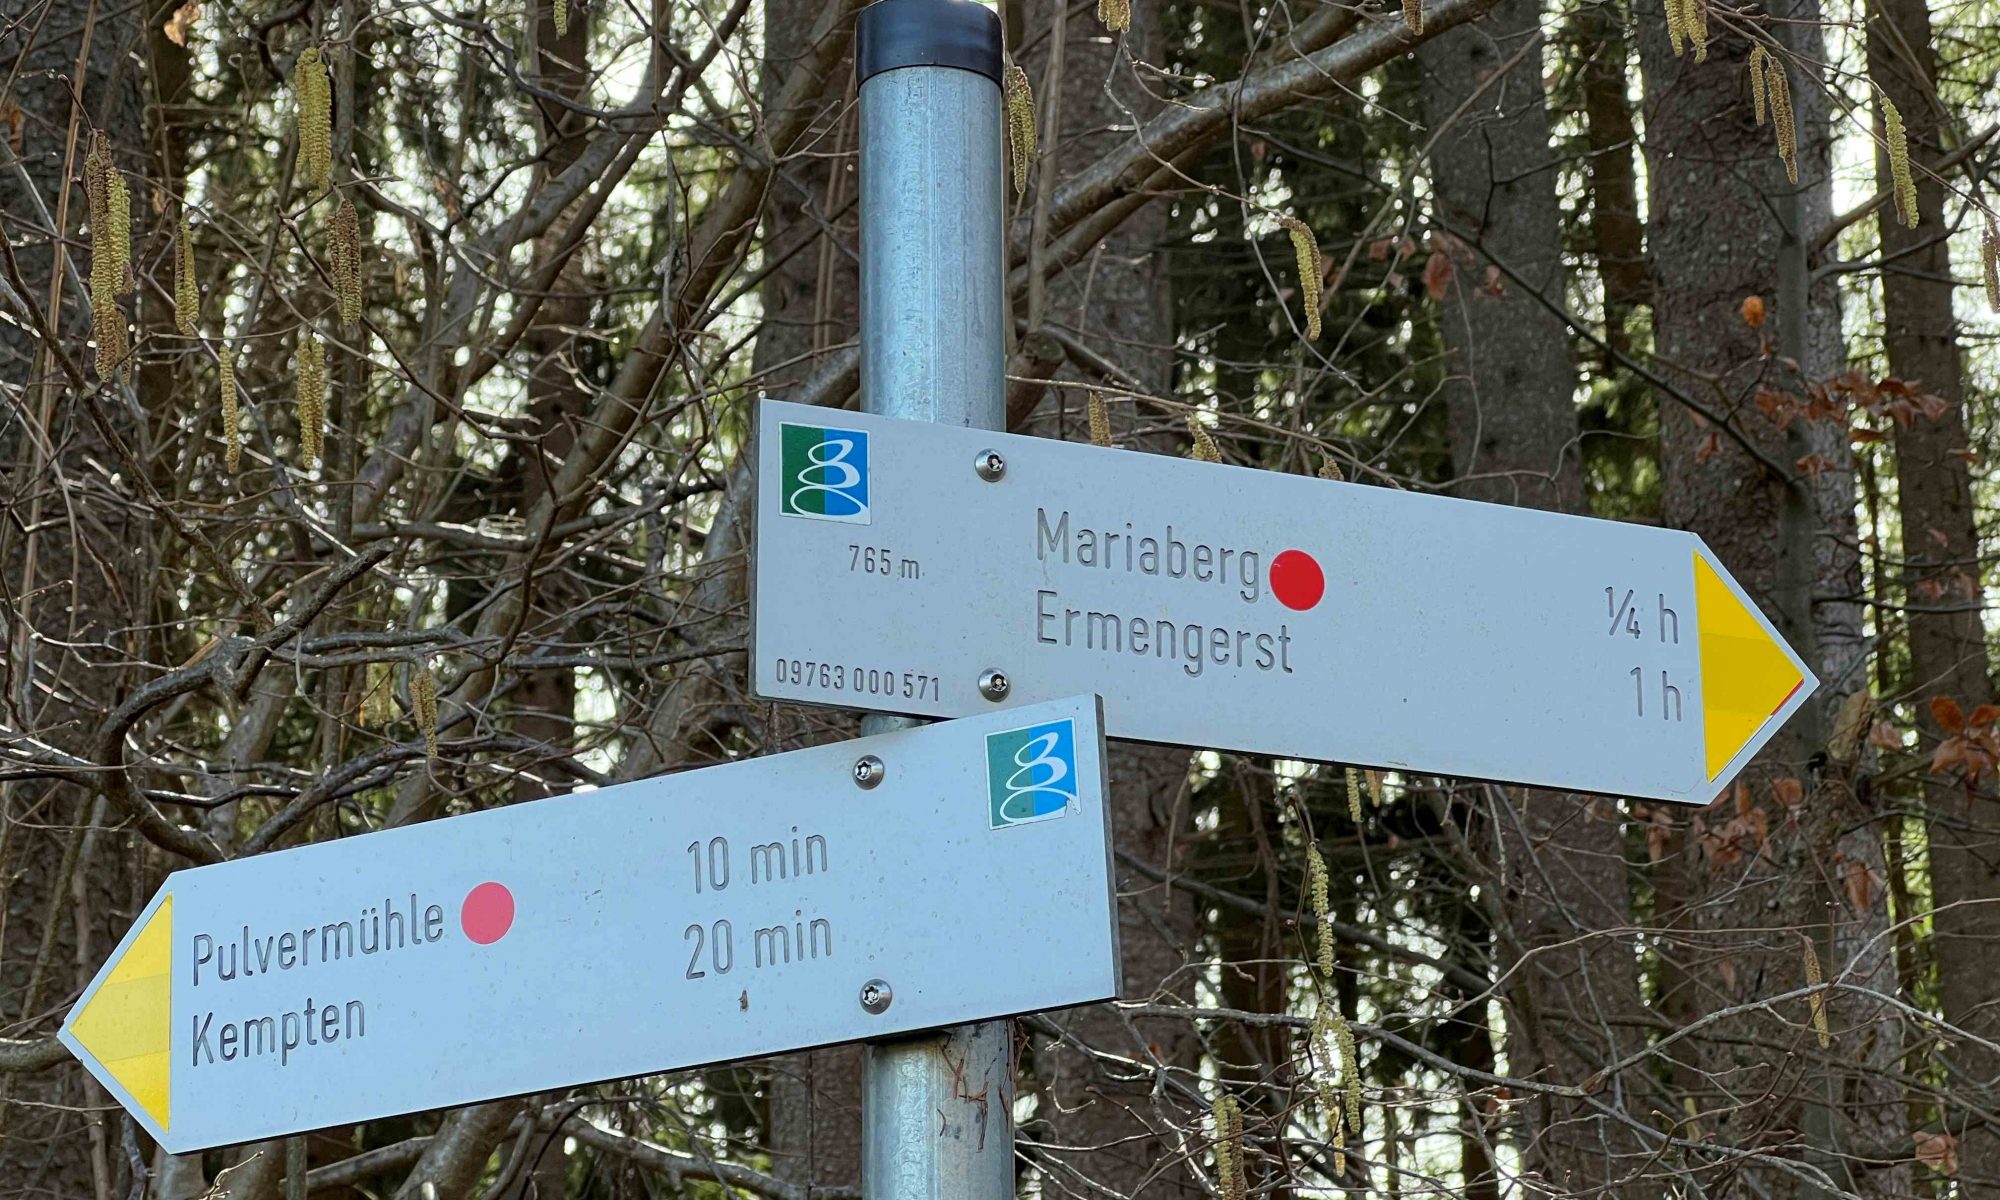 765 m
Mariaberg 1/4 h
Ermengerst 1 h
09763 000 571
Pulvermühle 10 min
Kempten 20 min